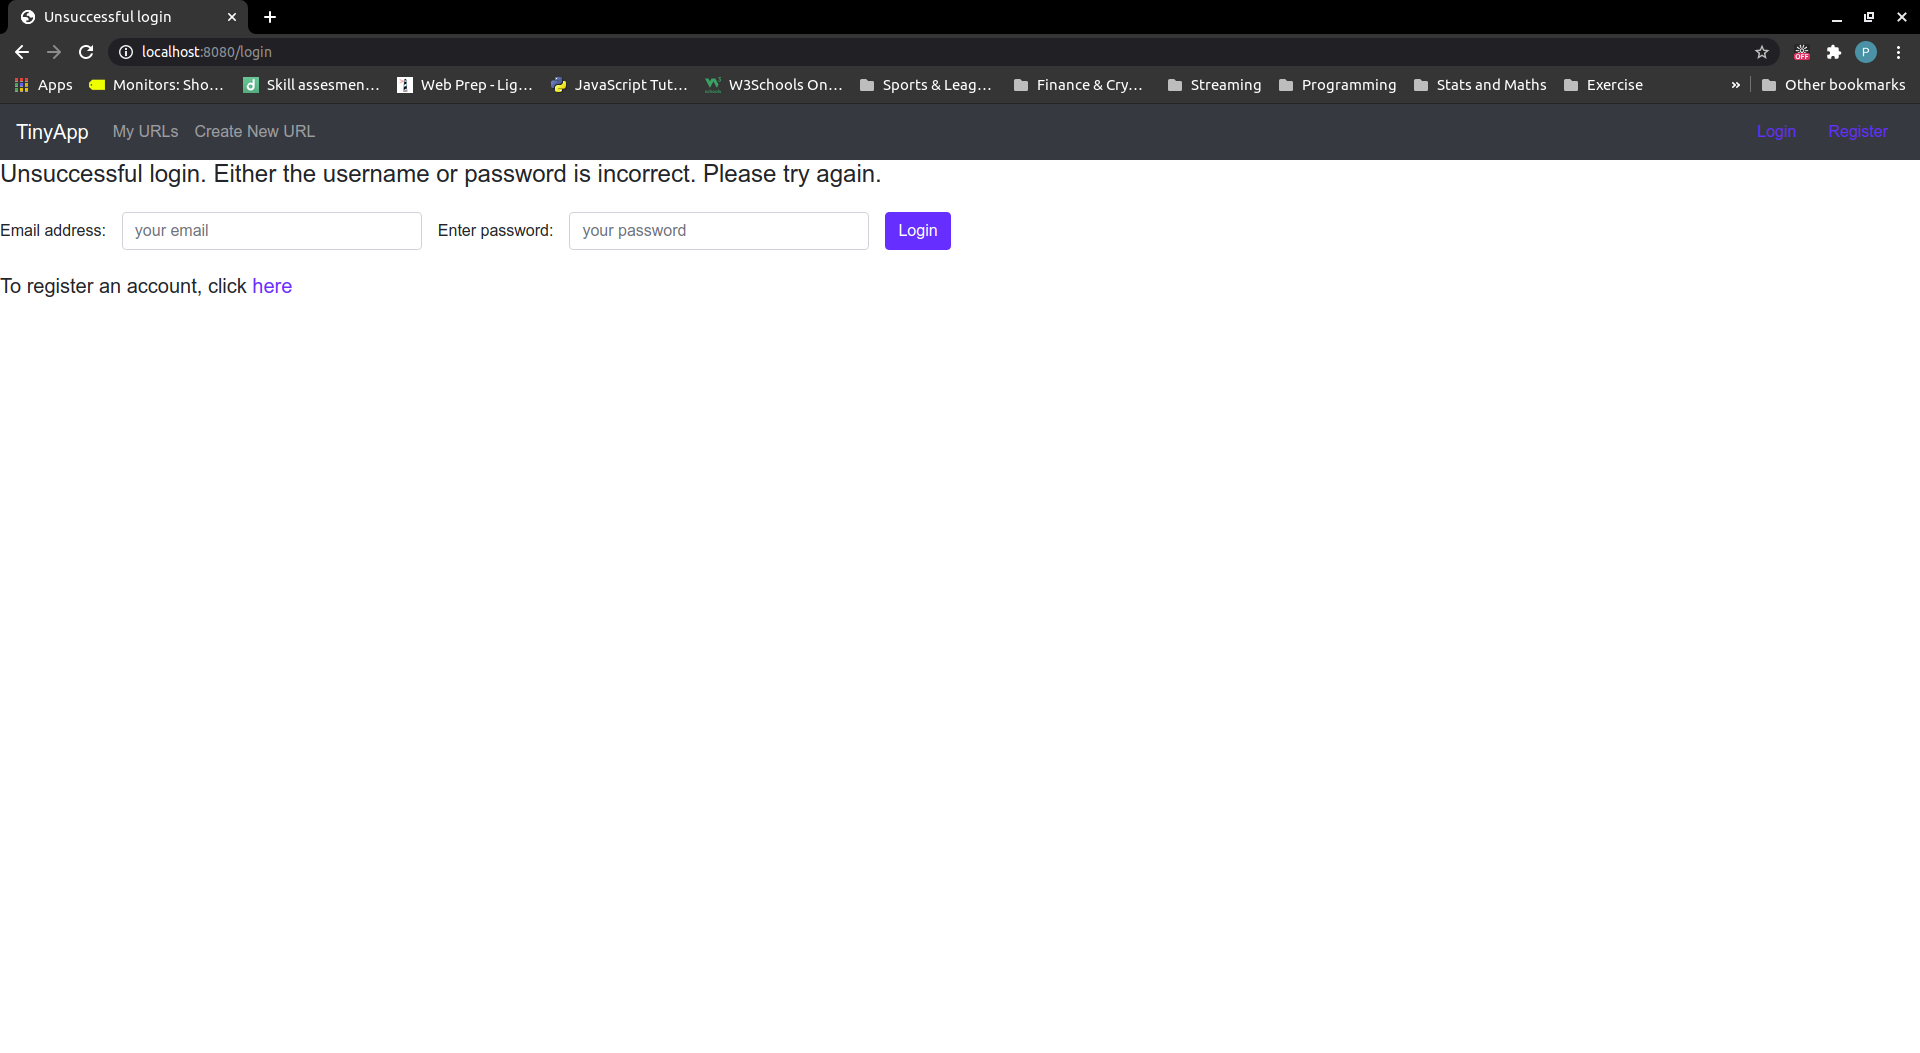 Unsuccessful login
localhost:8080/login
Apps Monitors: Sho... Skill assesmen... Web Prep - Lig... JavaScript Tut... W3Schools On... Sports & Leag... Finance & Cry... Streaming Programming Stats and Maths Exercise » Other bookmarks
TinyApp My URLs Create New URL Login Register
Unsuccessful login. Either the username or password is incorrect. Please try again.
Email address: your email Enter password: your password Login
To register an account, click here
P
OFF